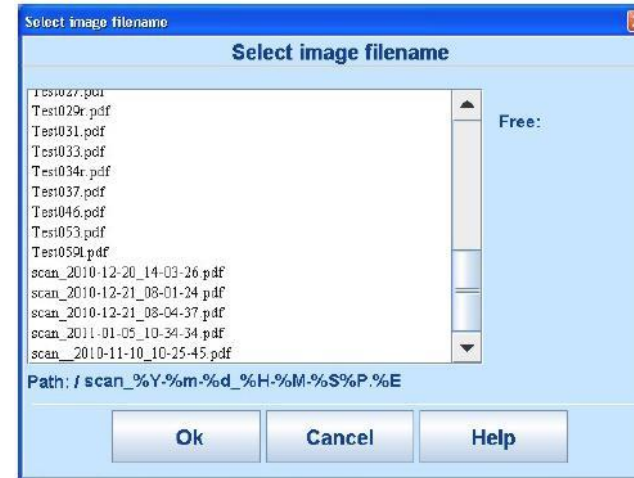 Select image filename
Select image filename
Test027.pdf
Test029r.pdf
Test031.pdf
Test033.pdf
Test034r.pdf
Test037.pdf
Test046.pdf
Test053.pdf
Test059l.pdf
scan_2010-12-20_14-03-26.pdf
scan_2010-12-21_08-01-24.pdf
scan_2010-12-21_08-04-37.pdf
scan_2011-01-05_10-34-34.pdf
scan__2010-11-10_10-25-45.pdf
Free:
Path: / scan_%Y-%m-%d_%H-%M-%S%P.%E
Ok
Cancel
Help